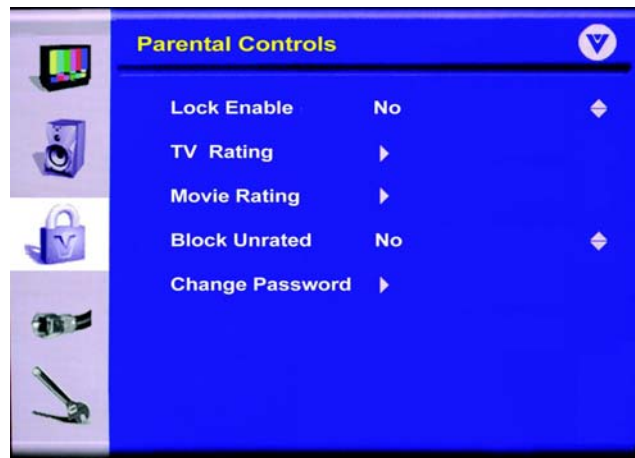 Parental Controls
V
Lock Enable No
TV Rating
Movie Rating
Block Unrated No
Change Password